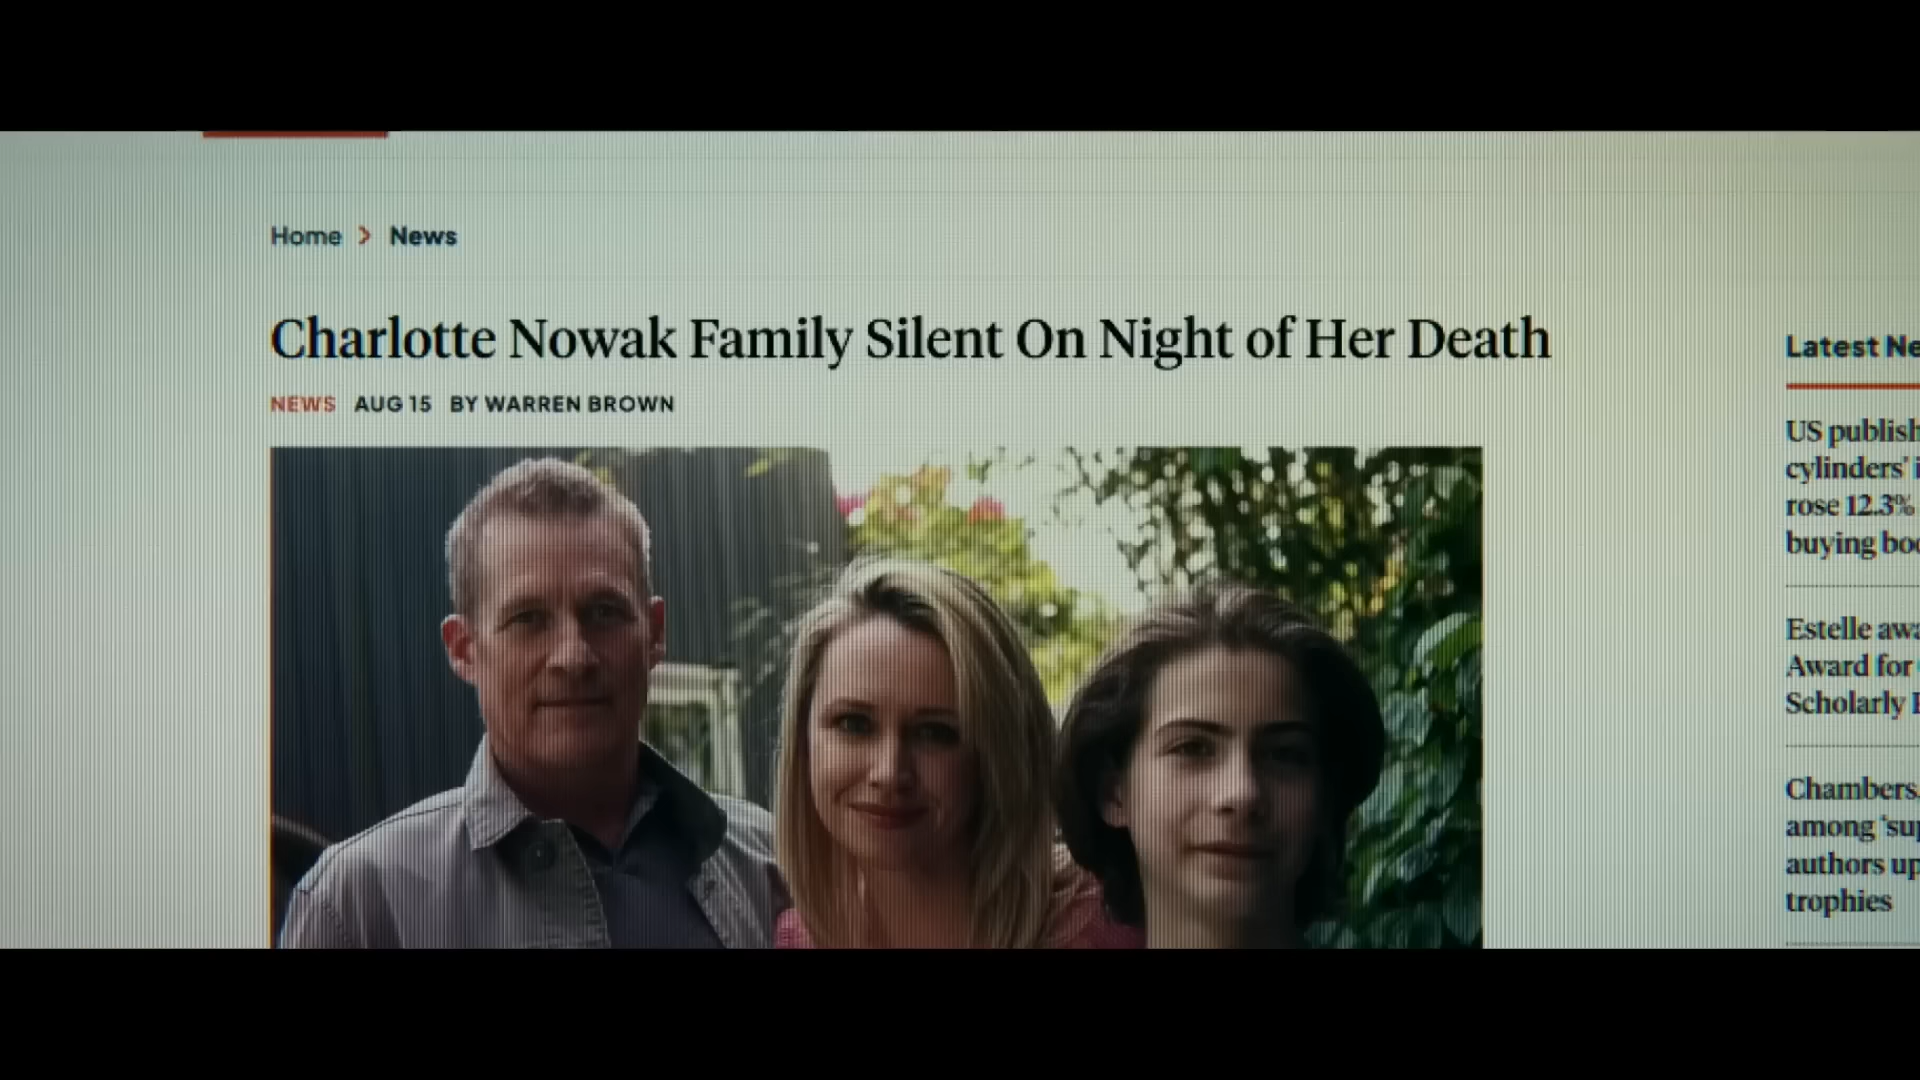 Home > News
Charlotte Nowak Family Silent On Night of Her Death
NEWS AUG 15 BY WARREN BROWN
Latest
US
cylinders'
rose 12.3%
buying
Estelle
Award for
Scholarly
Chambers
among
authors
trophies